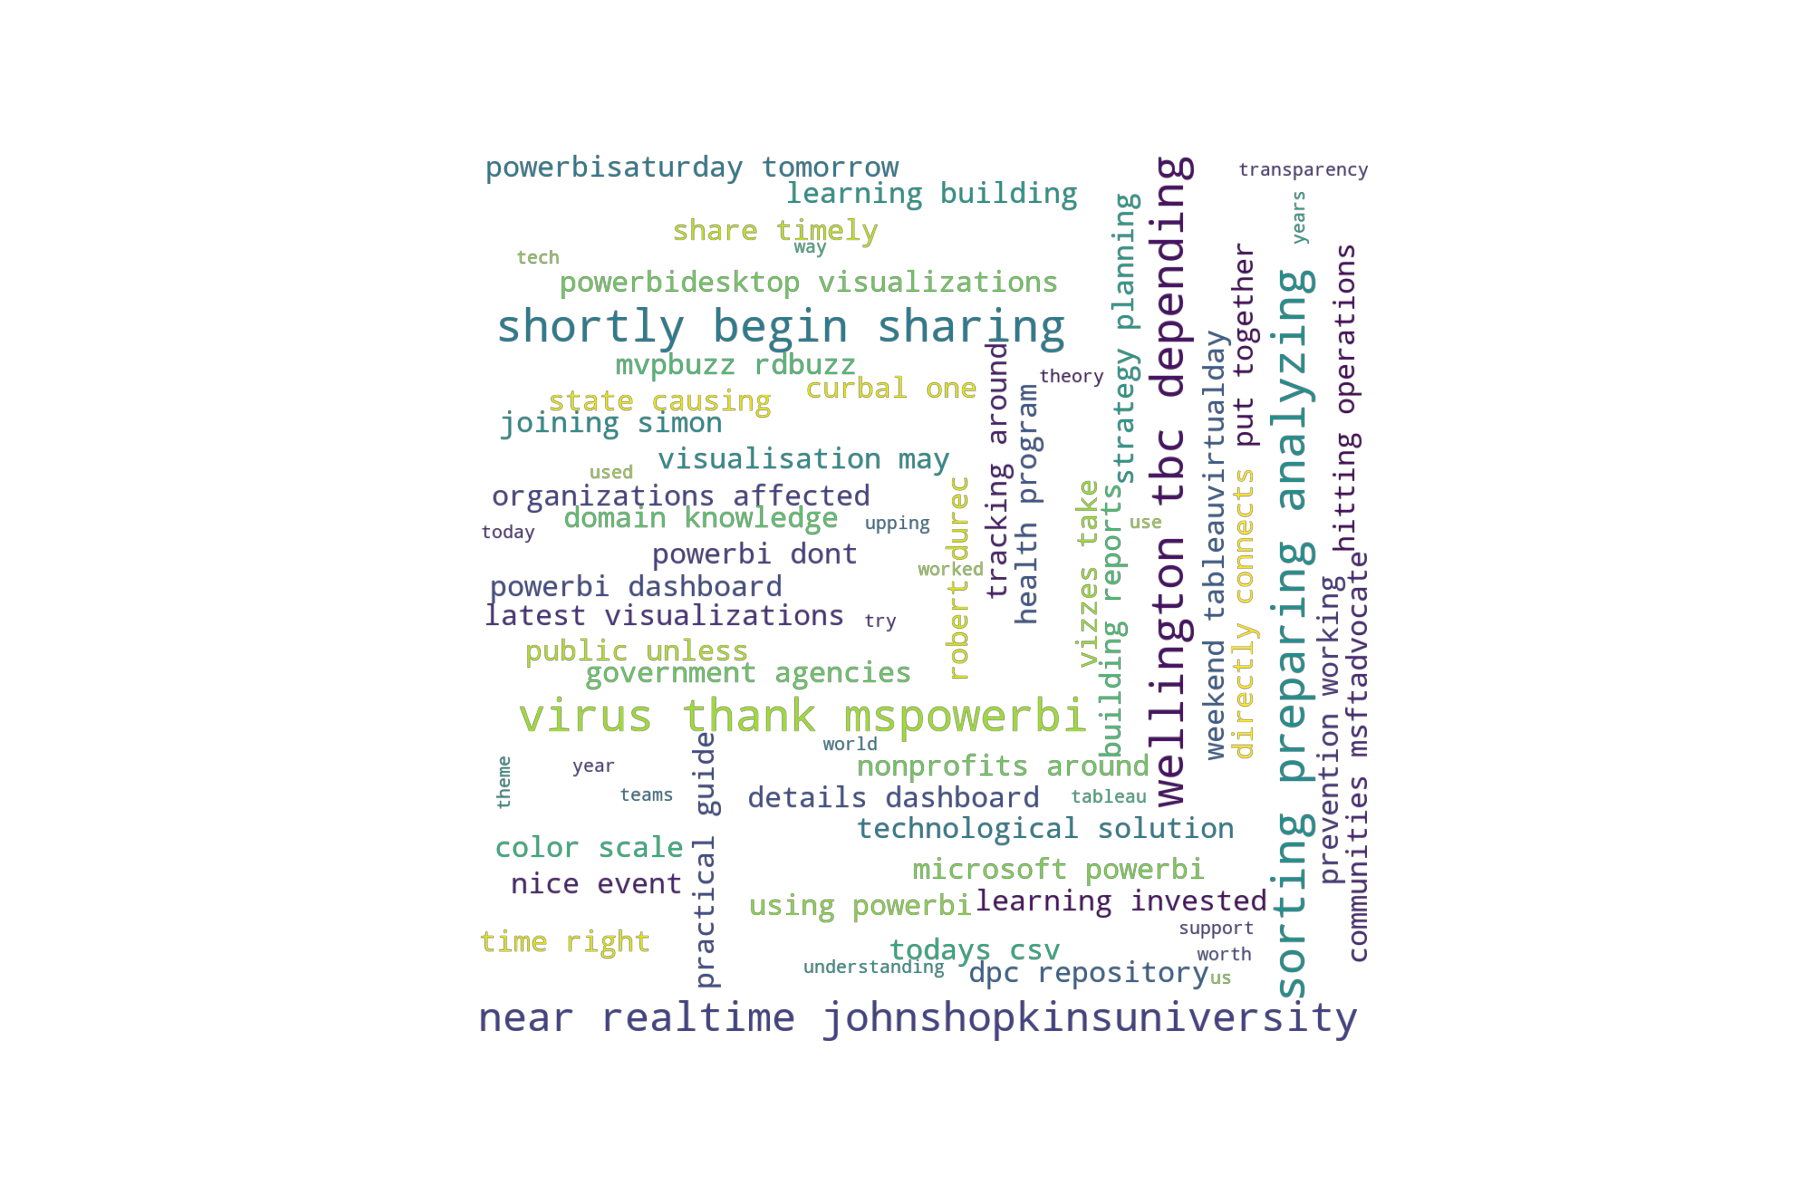 powerbisaturday tomorrow
transparency
learning building
share timely
way
tech
powerbidesktop visualizations
shortly begin sharing
mvpbuzz rdbuzz
theory
curbal one
state causing
joining simon
visualisation may
used
organizations affected
domain knowledge
upping
use
today
powerbi dont
worked
powerbi dashboard
latest visualizations
try
public unless
government agencies
virus thank mspowerbi
world
year
nonprofits around
teams
details dashboard
tableau
technological solution
color scale
microsoft powerbi
nice event
learning invested
using powerbi
support
time right
todays csv
worth
understanding
dpc repository
us
near realtime johnshopkinsuniversity
theme
practical guide
robert durec
tracking around
health program
vizzes take
building reports
strategy planning
wellington tbc depending
weekend tableauvirtualday
directly connects
put together
sorting preparing analyzing
years
prevention working
hitting operations
communities msftadvocate